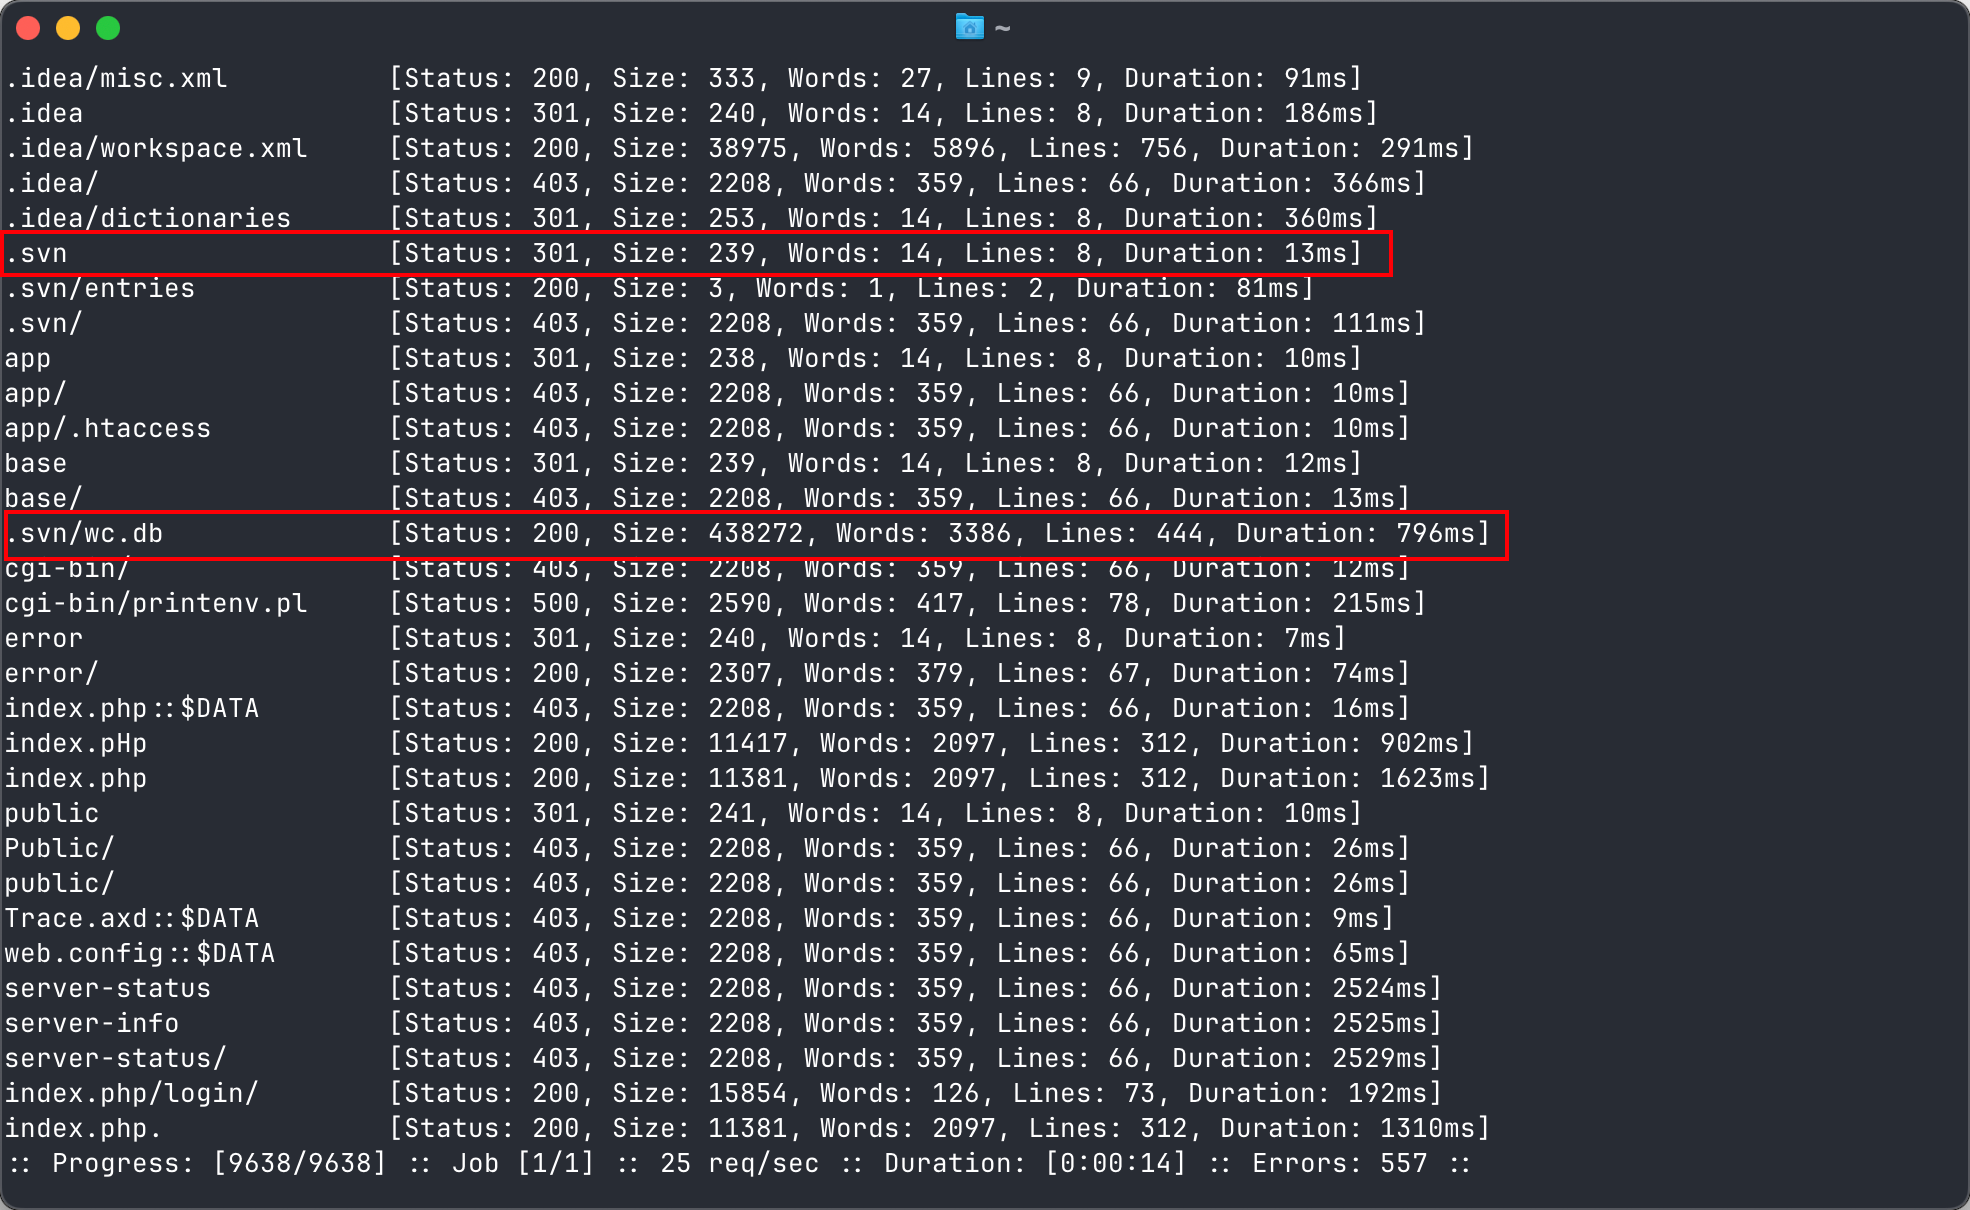 ~
.idea/misc.xml [Status: 200, Size: 333, Words: 27, Lines: 9, Duration: 91ms]
.idea [Status: 301, Size: 240, Words: 14, Lines: 8, Duration: 186ms]
.idea/workspace.xml [Status: 200, Size: 38975, Words: 5896, Lines: 756, Duration: 291ms]
.idea/ [Status: 403, Size: 2208, Words: 359, Lines: 66, Duration: 366ms]
.idea/dictionaries [Status: 301, Size: 253, Words: 14, Lines: 8, Duration: 360ms]
.svn [Status: 301, Size: 239, Words: 14, Lines: 8, Duration: 13ms]
.svn/entries [Status: 200, Size: 3, Words: 1, Lines: 2, Duration: 81ms]
.svn/ [Status: 403, Size: 2208, Words: 359, Lines: 66, Duration: 111ms]
app [Status: 301, Size: 238, Words: 14, Lines: 8, Duration: 10ms]
app/ [Status: 403, Size: 2208, Words: 359, Lines: 66, Duration: 10ms]
app/.htaccess [Status: 403, Size: 2208, Words: 359, Lines: 66, Duration: 10ms]
base [Status: 301, Size: 239, Words: 14, Lines: 8, Duration: 12ms]
base/ [Status: 403, Size: 2208, Words: 359, Lines: 66, Duration: 13ms]
.svn/wc.db [Status: 200, Size: 438272, Words: 3386, Lines: 444, Duration: 796ms]
cgi-bin/ [Status: 403, Size: 2208, Words: 359, Lines: 66, Duration: 12ms]
cgi-bin/printenv.pl [Status: 500, Size: 2590, Words: 417, Lines: 78, Duration: 215ms]
error [Status: 301, Size: 240, Words: 14, Lines: 8, Duration: 7ms]
error/ [Status: 200, Size: 2307, Words: 379, Lines: 67, Duration: 74ms]
index.php::$DATA [Status: 403, Size: 2208, Words: 359, Lines: 66, Duration: 16ms]
index.pHp [Status: 200, Size: 11417, Words: 2097, Lines: 312, Duration: 902ms]
index.php [Status: 200, Size: 11381, Words: 2097, Lines: 312, Duration: 1623ms]
public [Status: 301, Size: 241, Words: 14, Lines: 8, Duration: 10ms]
Public/ [Status: 403, Size: 2208, Words: 359, Lines: 66, Duration: 26ms]
public/ [Status: 403, Size: 2208, Words: 359, Lines: 66, Duration: 26ms]
Trace.axd::$DATA [Status: 403, Size: 2208, Words: 359, Lines: 66, Duration: 9ms]
web.config::$DATA [Status: 403, Size: 2208, Words: 359, Lines: 66, Duration: 65ms]
server-status [Status: 403, Size: 2208, Words: 359, Lines: 66, Duration: 2524ms]
server-info [Status: 403, Size: 2208, Words: 359, Lines: 66, Duration: 2525ms]
server-status/ [Status: 403, Size: 2208, Words: 359, Lines: 66, Duration: 2529ms]
index.php/login/ [Status: 200, Size: 15854, Words: 126, Lines: 73, Duration: 192ms]
index.php. [Status: 200, Size: 11381, Words: 2097, Lines: 312, Duration: 1310ms]
:: Progress: [9638/9638] :: Job [1/1] :: 25 req/sec :: Duration: [0:00:14] :: Errors: 557 ::